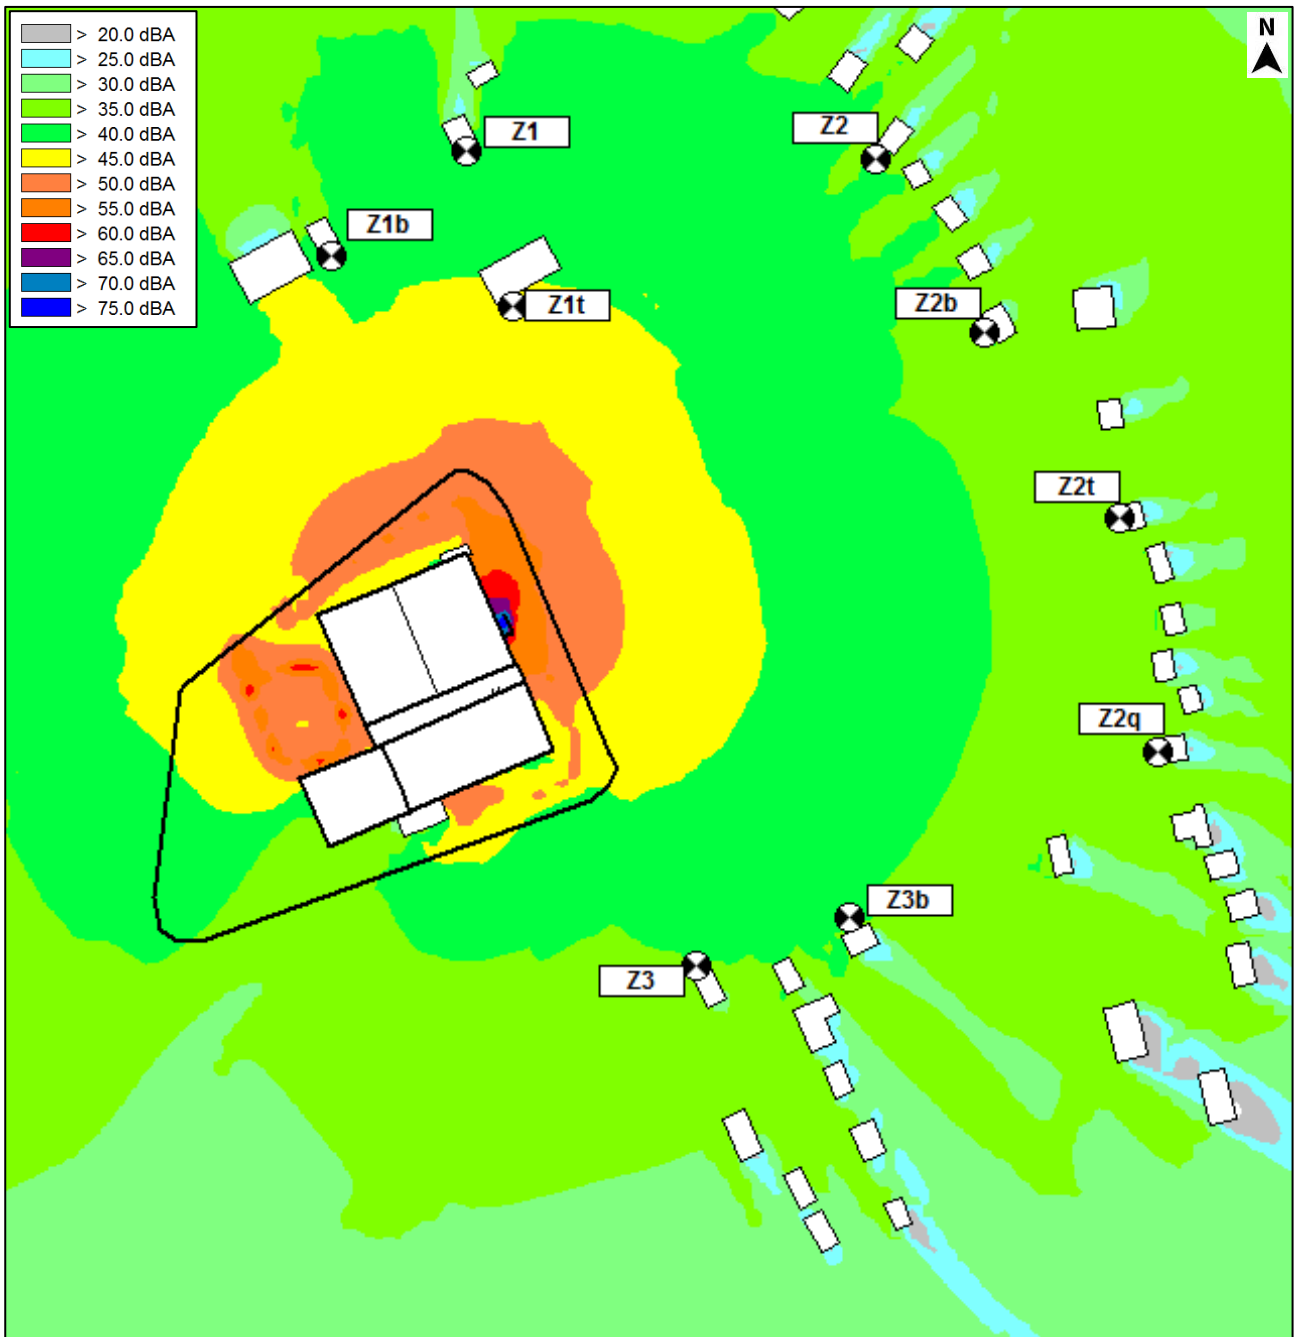 > 20.0 dBA
> 25.0 dBA
> 30.0 dBA
> 35.0 dBA
> 40.0 dBA
> 45.0 dBA
> 50.0 dBA
> 55.0 dBA
> 60.0 dBA
> 65.0 dBA
> 70.0 dBA
> 75.0 dBA
N
Z1
Z2
Z1b
Z1t
Z2b
Z2t
Z2q
Z3b
Z3